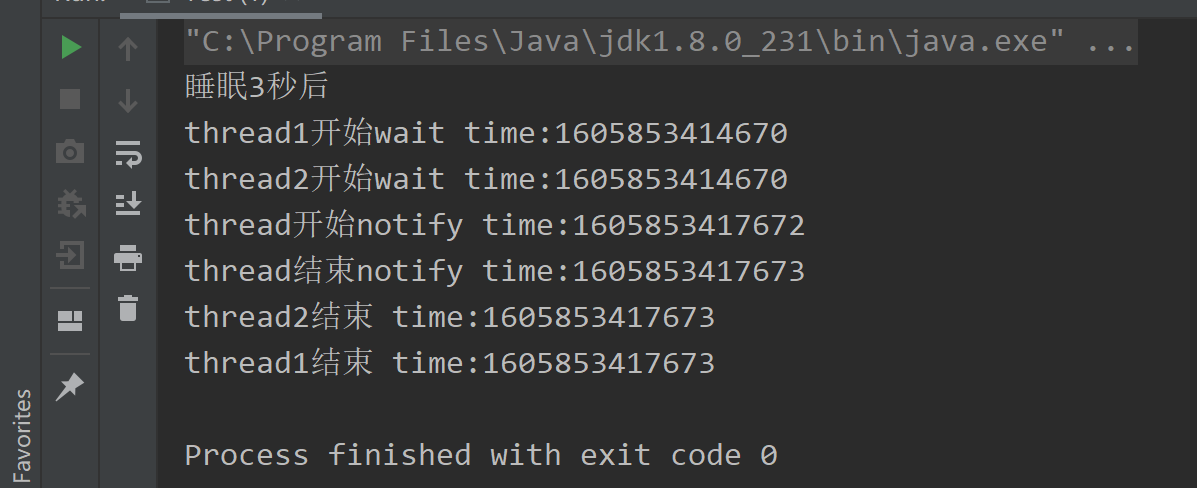 "C:\Program Files\Java\jdk1.8.0_231\bin\java.exe" ...
睡眠3秒后
thread1开始wait time:1605853414670
thread2开始wait time:1605853414670
thread开始notify time:1605853417672
thread结束notify time:1605853417673
thread2结束 time:1605853417673
thread1结束 time:1605853417673
Process finished with exit code 0
Favorites